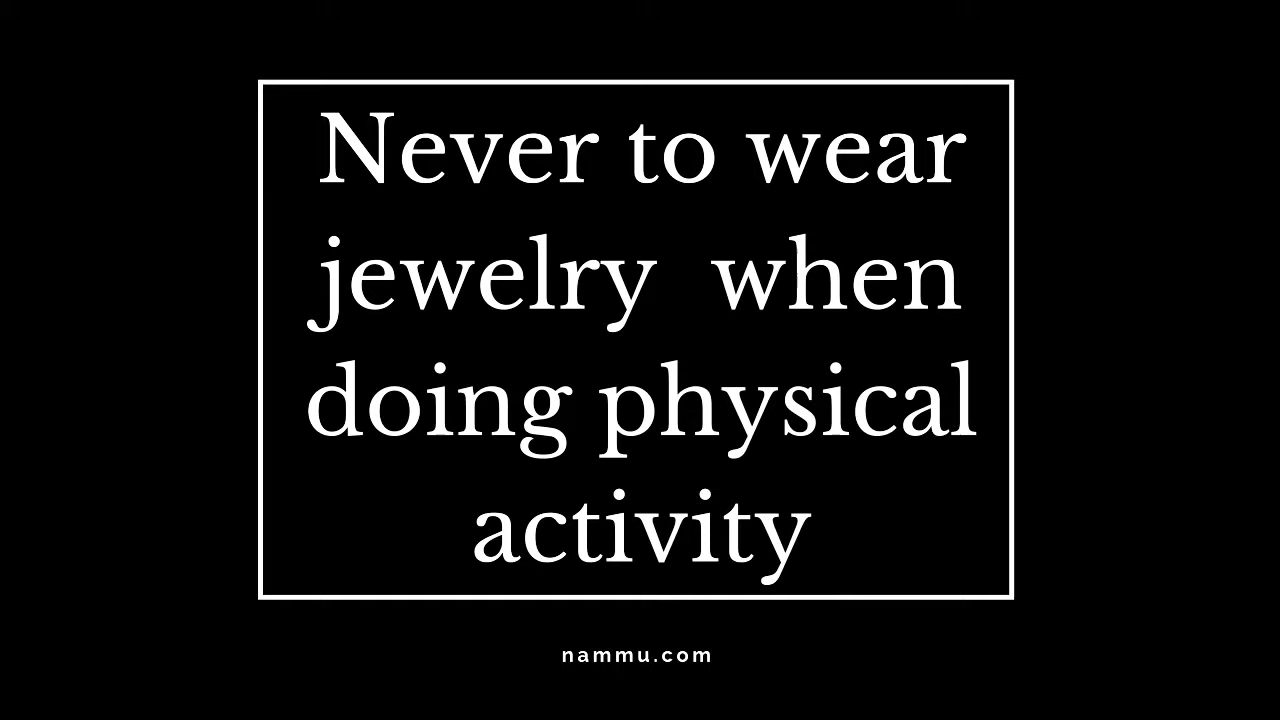 Never to wear
jewelry  when
doing physical
activity
nammu.com